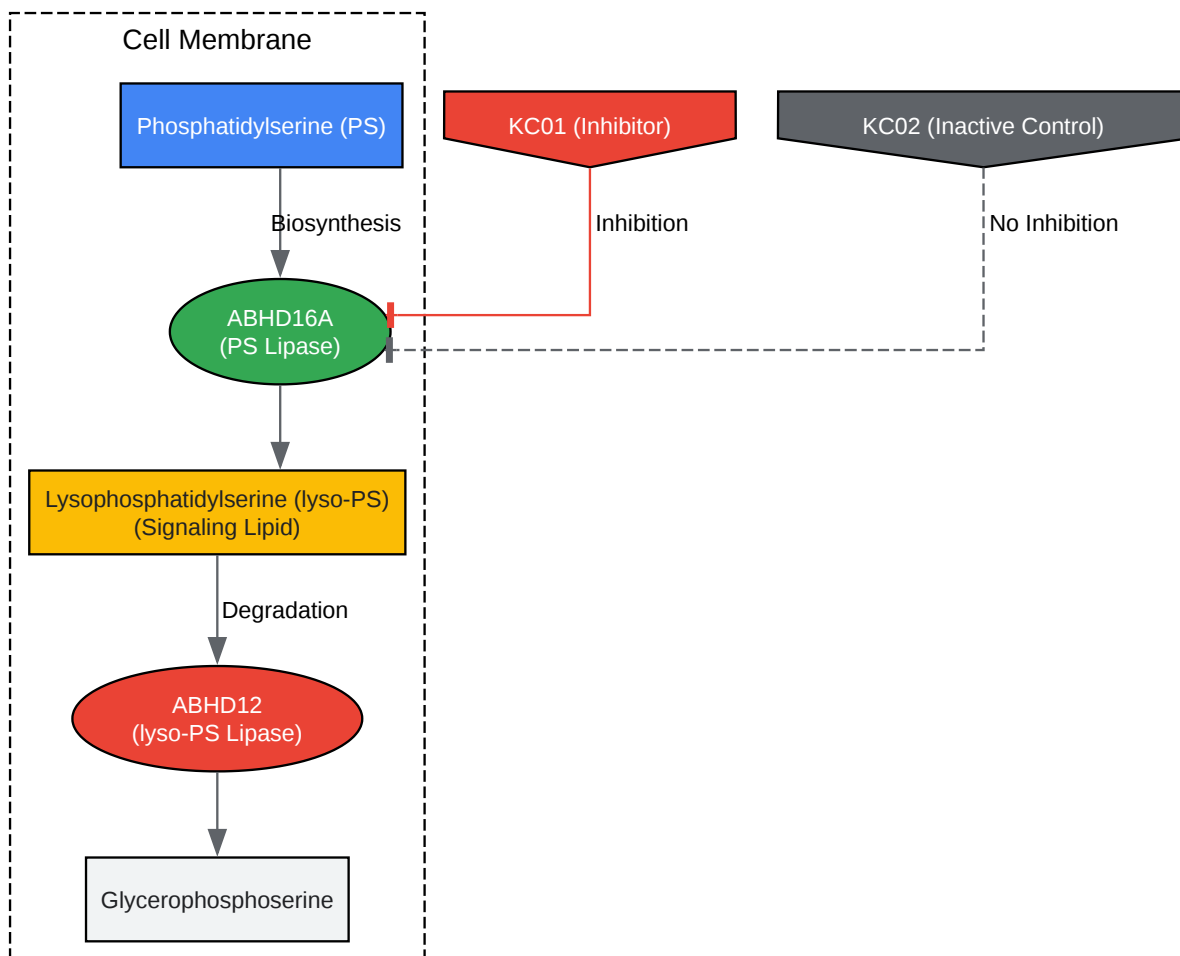 Cell Membrane
Phosphatidylserine (PS)
KC01 (Inhibitor)
KC02 (Inactive Control)
Biosynthesis
Inhibition
No Inhibition
ABHD16A
(PS Lipase)
Lysophosphatidylserine (lyso-PS)
(Signaling Lipid)
Degradation
ABHD12
(lyso-PS Lipase)
Glycerophosphoserine